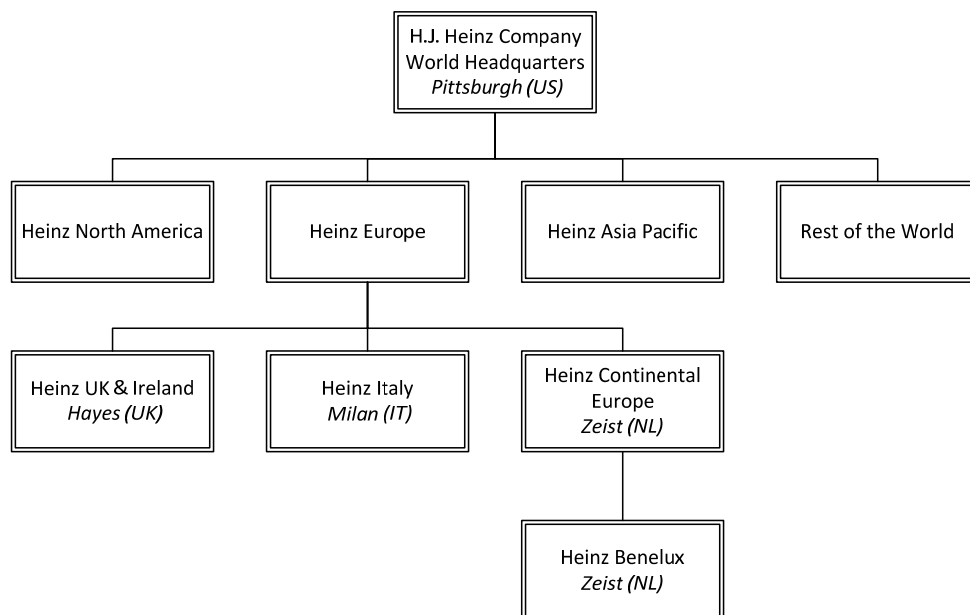 H.J. Heinz Company
World Headquarters
Pittsburgh (US)
Heinz North America
Heinz Europe
Heinz Asia Pacific
Rest of the World
Heinz UK & Ireland
Hayes (UK)
Heinz Italy
Milan (IT)
Heinz Continental
Europe
Zeist (NL)
Heinz Benelux
Zeist (NL)